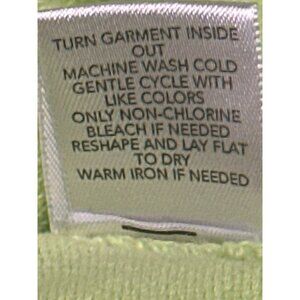 TURN GARMENT INSIDE
OUT
MACHINE WASH COLD
GENTLE CYCLE WITH
LIKE COLORS
ONLY NON-CHLORINE
BLEACH IF NEEDED
RESHAPE AND LAY FLAT
TO DRY
WARM IRON IF NEEDED